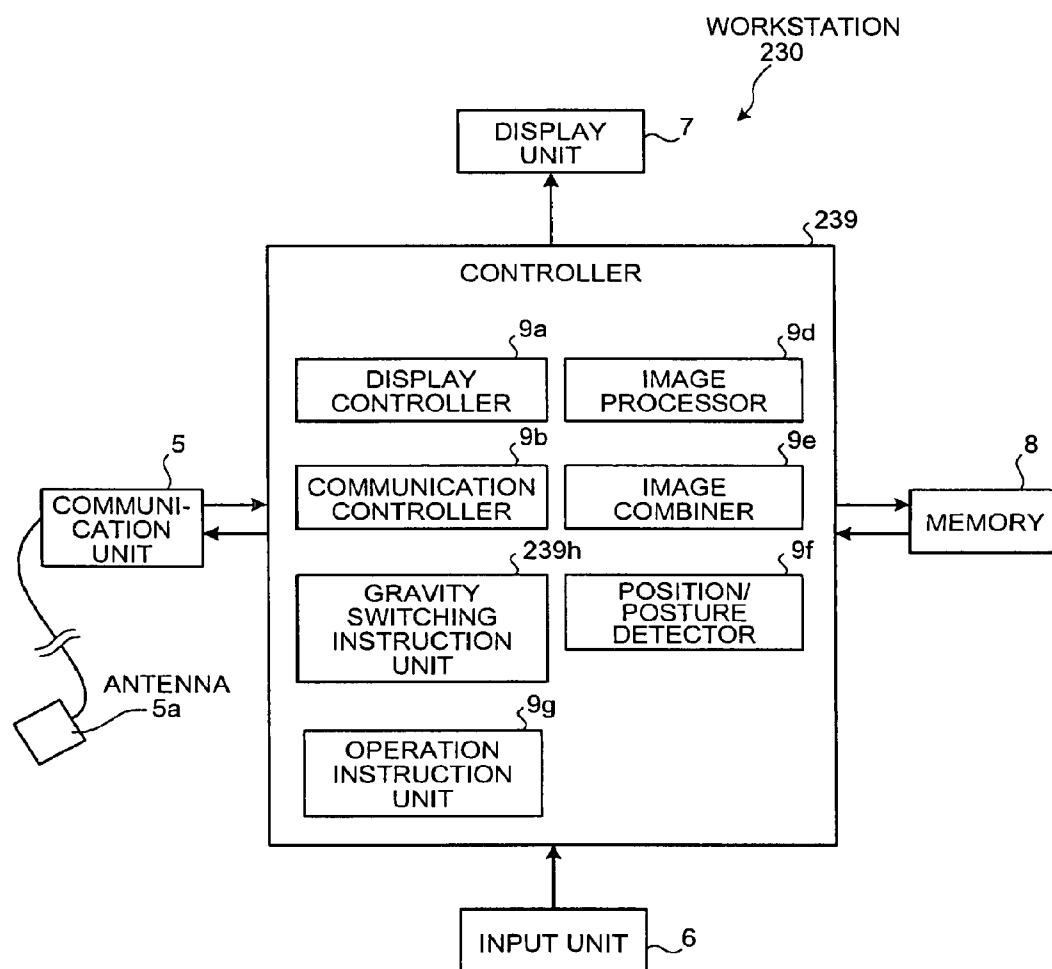 WORKSTATION
230
DISPLAY
UNIT
7
239
CONTROLLER
9a
DISPLAY
CONTROLLER
9d
IMAGE
PROCESSOR
9b
COMMUNICATION
CONTROLLER
9e
IMAGE
COMBINER
5
COMMUNI-
CATION
UNIT
8
MEMORY
239h
GRAVITY
SWITCHING
INSTRUCTION
UNIT
9f
POSITION/
POSTURE
DETECTOR
ANTENNA
5a
9g
OPERATION
INSTRUCTION
UNIT
INPUT UNIT
6